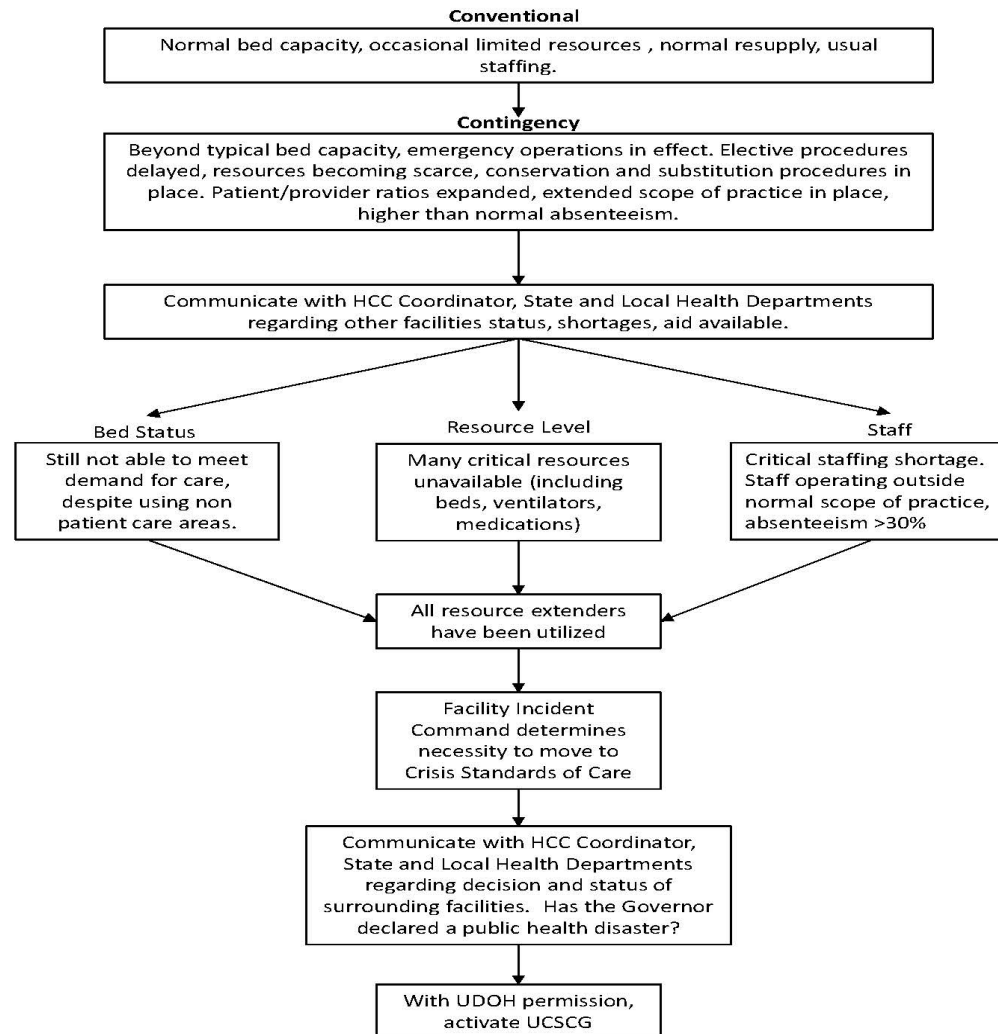 Conventional
Normal bed capacity, occasional limited resources , normal resupply, usual
staffing.
Contingency
Beyond typical bed capacity, emergency operations in effect. Elective procedures
delayed, resources becoming scarce, conservation and substitution procedures in
place. Patient/provider ratios expanded, extended scope of practice in place,
higher than normal absenteeism.
Communicate with HCC Coordinator, State and Local Health Departments
regarding other facilities status, shortages, aid available.
Bed Status
Still not able to meet
demand for care,
despite using non
patient care areas.
Resource Level
Many critical resources
unavailable (including
beds, ventilators,
medications)
Staff
Critical staffing shortage.
Staff operating outside
normal scope of practice,
absenteeism >30%
All resource extenders
have been utilized
Facility Incident
Command determines
necessity to move to
Crisis Standards of Care
Communicate with HCC Coordinator,
State and Local Health Departments
regarding decision and status of
surrounding facilities.  Has the Governor
declared a public health disaster?
With UDOH permission,
activate UCSCG